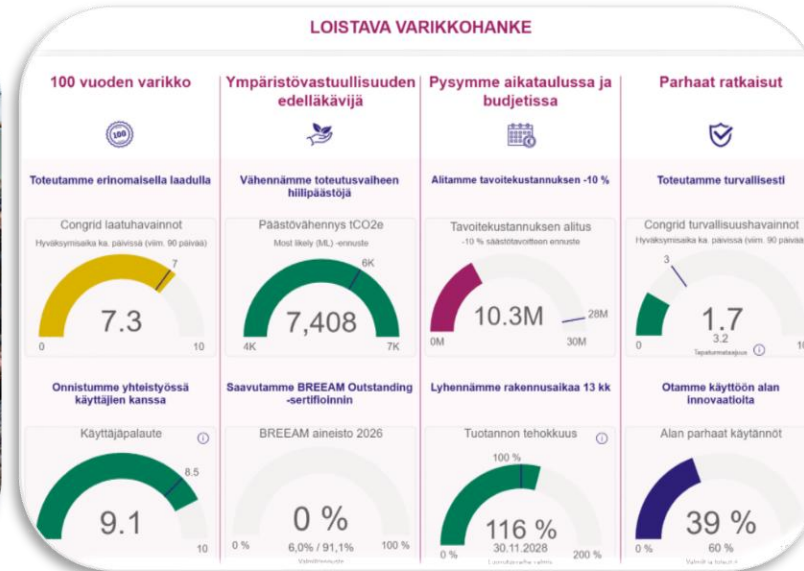 LOISTAVA VARIKKOHANKE
100 vuoden varikko
100
Toteutamme erinomaisella laadulla
Congrid laatuhavainnot
Hyväksymisaika ka. päivissä (viim. 90 päivää)
7
7.3
0
10
Onnistumme yhteistyössä
käyttäjien kanssa
Käyttäjäpalaute
8.5
9.1
10
Ympäristövastuullisuuden
edelläkävijä
Vähennämme toteutusvaiheen
hiilipäästöjä
Päästövähennys tCO2e
Most likely (ML) -ennuste
6K
7,408
4K
7K
Saavutamme BREEAM Outstanding
-sertifioinnin
BREEAM aineisto 2026
0 %
0 %
6,0% / 91,1%
100 %
Pysymme aikataulussa ja
budjetissa
Alitamme tavoitekustannuksen -10 %
Tavoitekustannuksen alitus
-10 % säästötavoitteen ennuste
10.3M
28M
0M
30M
Lyhennämme rakennusaikaa 13 kk
Tuotannon tehokkuus
100 %
116 %
0 %
30.11.2028
200 %
Parhaat ratkaisut
Toteutamme turvallisesti
Congrid turvallisuushavainnot
Hyväksymisaika ka. päivissä (viim. 90 päivää)
3
1.7
3.2
0
Tapaturmataajuus
Otamme käyttöön alan
innovaatioita
Alan parhaat käytännöt
39 %
0 %
60 %